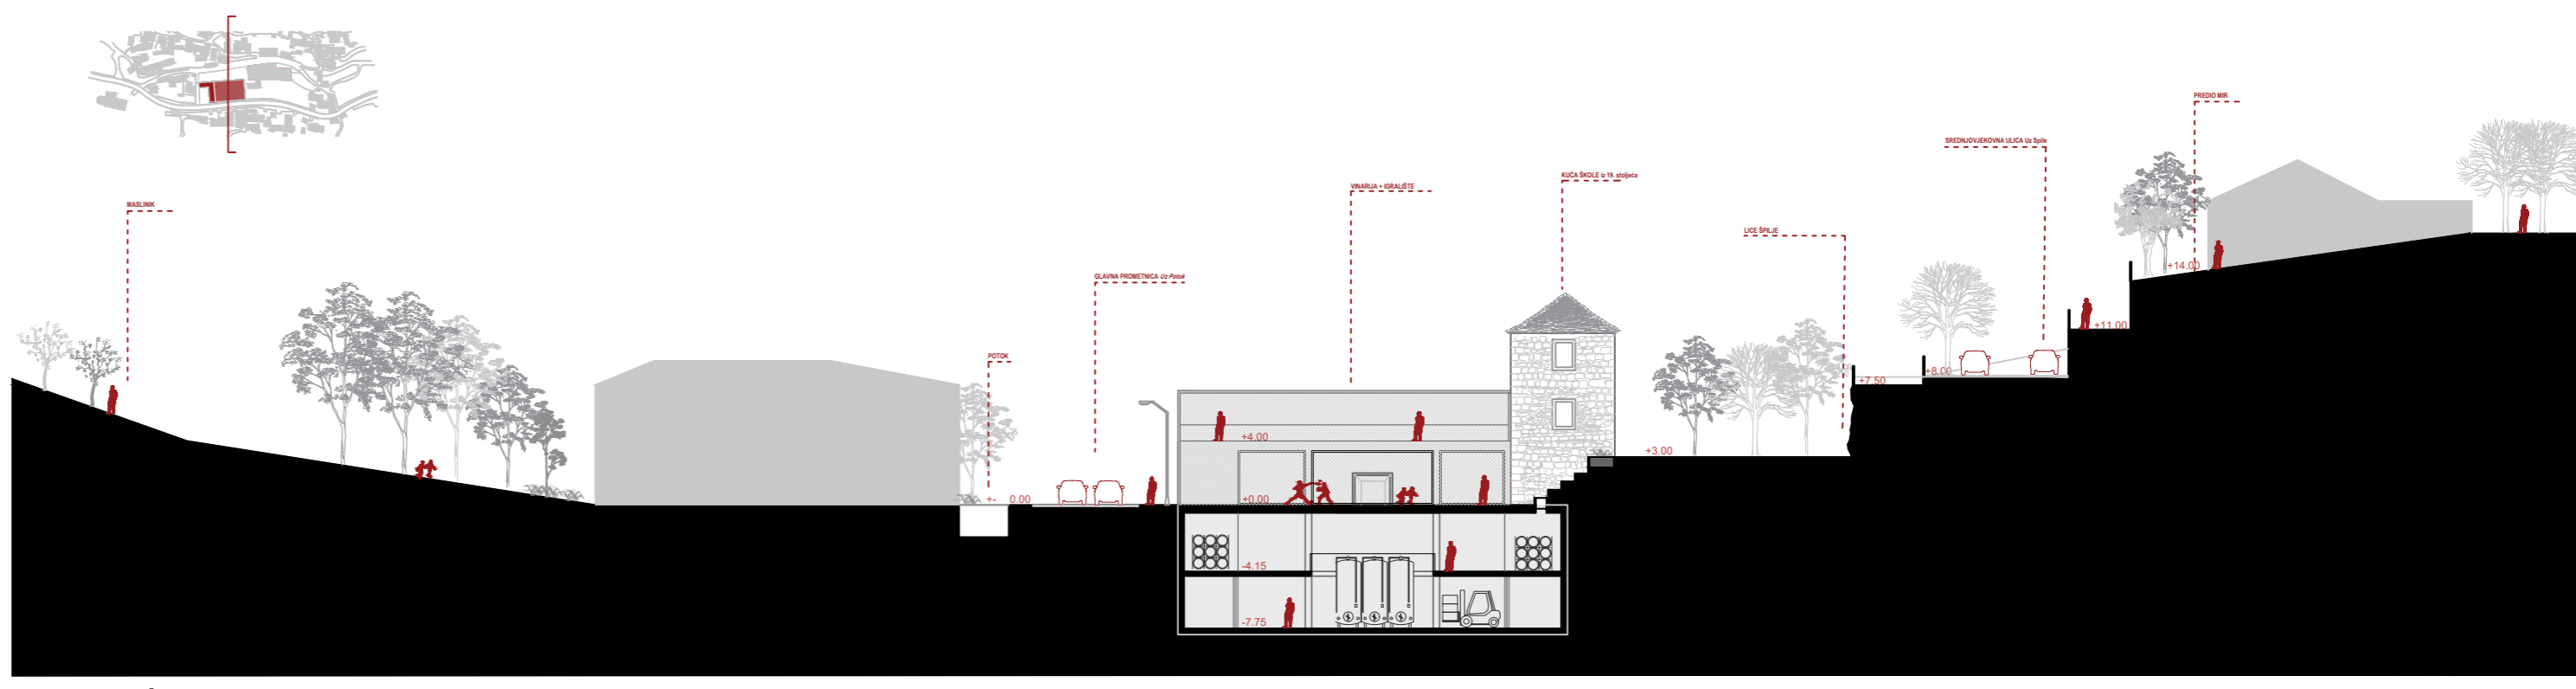 MASLINIK
POTOK
GLAVNA PROMETNICA Uz Potok
VINARIJA + IGRALIŠTE
KUĆA ŠKOLE iz 19. stoljeća
LICE ŠPILJE
SREDNJOVJEKOVNA ULICA Uz Spile
PREDIO MIR
+14.00
+11.00
+8.00
+7.50
+4.00
+3.00
+- 0.00
+0.00
-4.15
-7.75